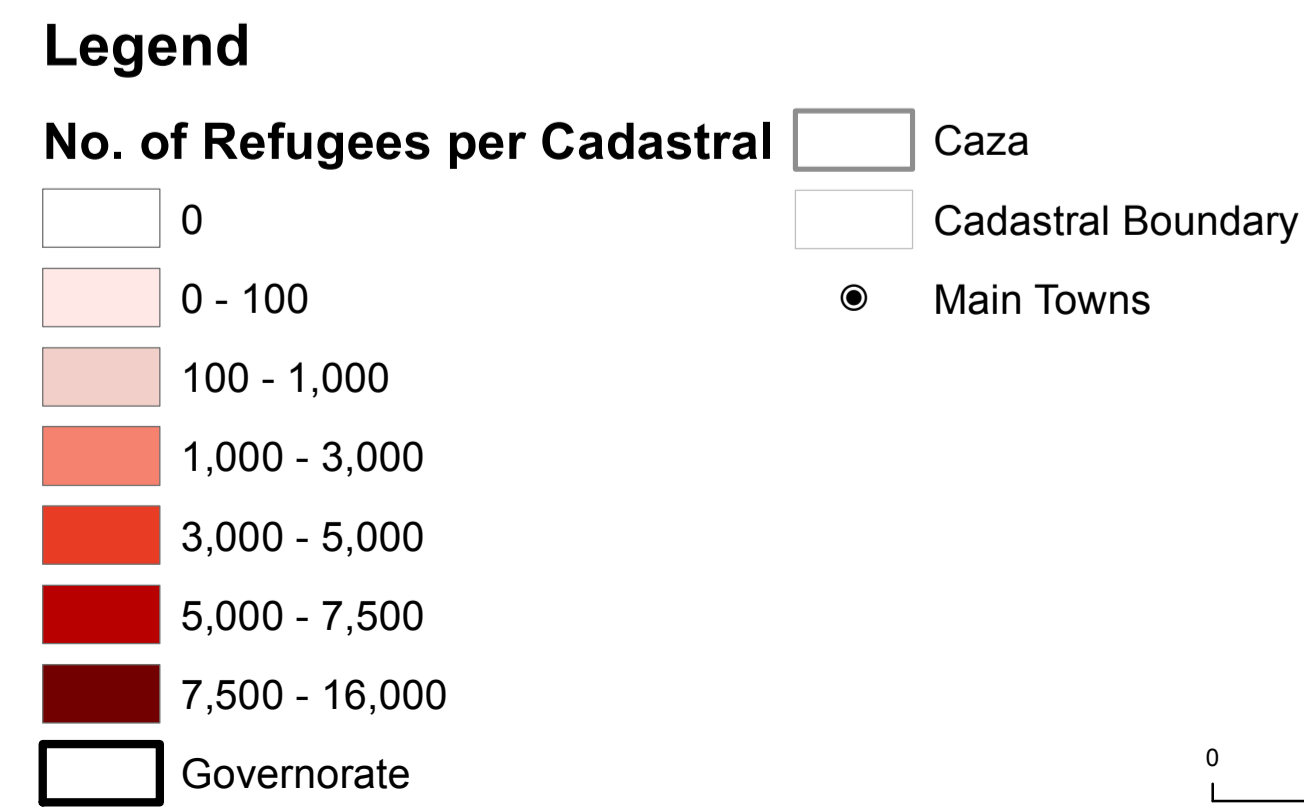 Legend
No. of Refugees per Cadastral
0
0 - 100
100 - 1,000
1,000 - 3,000
3,000 - 5,000
5,000 - 7,500
7,500 - 16,000
Governorate
Caza
Cadastral Boundary
Main Towns
0